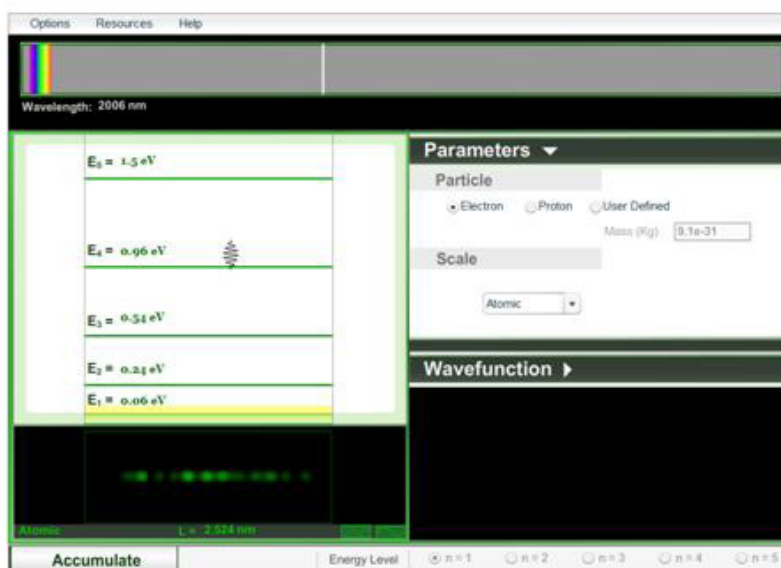 Options Resources Help
Wavelength: 2006 nm
E₅ = 1.5 eV
E₄ = 0.96 eV
E₃ = 0.54 eV
E₂ = 0.24 eV
E₁ = 0.06 eV
Parameters
Particle
Electron Proton User Defined
Mass (Kg) 9.1e-31
Scale
Atomic
Wavefunction
Atomic L = 2.524 nm
Accumulate Energy Level n = 1 n = 2 n = 3 n = 4 n = 5